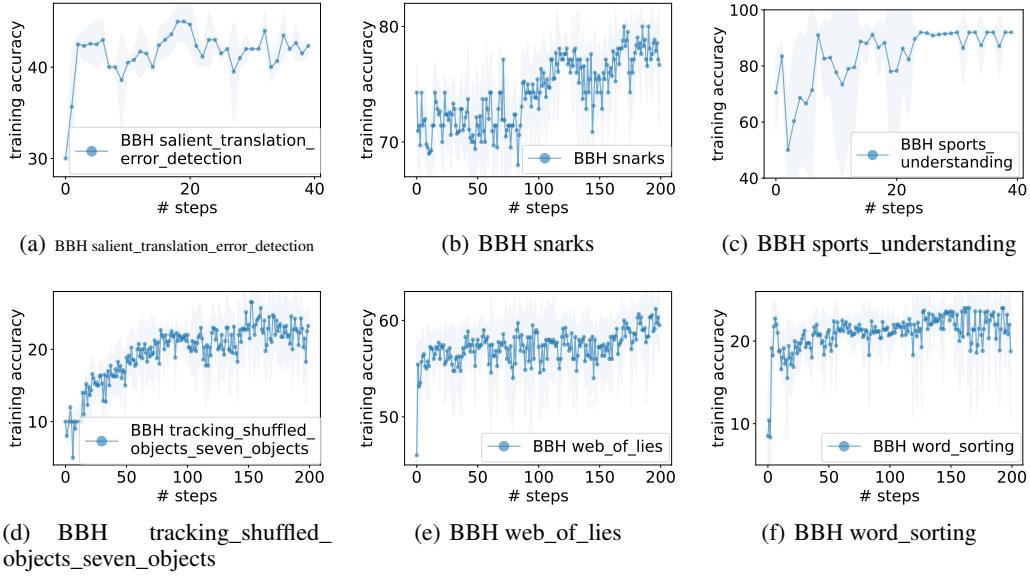 training accuracy
40
30
BBH salient_translation_
error_detection
0
20
40
# steps
(a) BBH salient_translation_error_detection
training accuracy
80
70
BBH snarks
0
50
100
150
200
# steps
(b) BBH snarks
training accuracy
100
80
60
40
BBH sports_
understanding
0
20
40
# steps
(c) BBH sports_understanding
training accuracy
20
10
BBH tracking_shuffled_
objects_seven_objects
0
50
100
150
200
# steps
(d) BBH tracking_shuffled_
objects_seven_objects
training accuracy
60
50
BBH web_of_lies
0
50
100
150
200
# steps
(e) BBH web_of_lies
training accuracy
20
10
BBH word_sorting
0
50
100
150
200
# steps
(f) BBH word_sorting